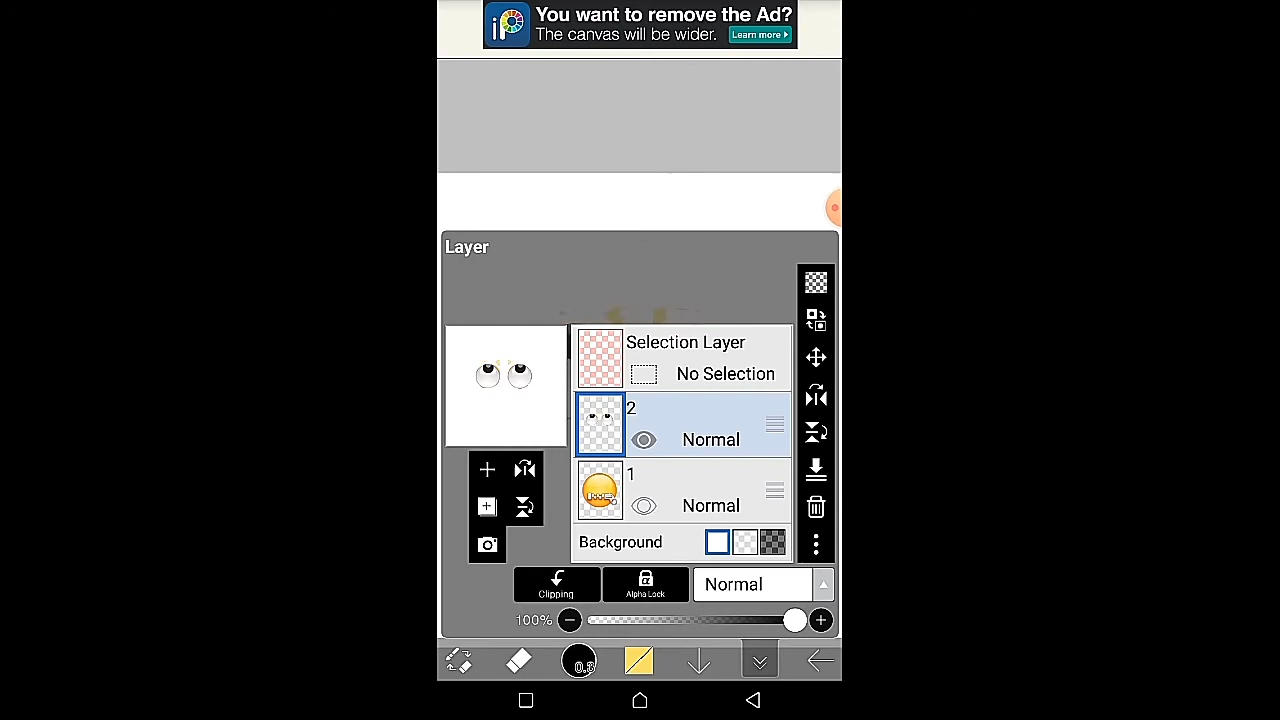 iP
You want to remove the Ad?
The canvas will be wider.
Learn more
Layer
Selection Layer
No Selection
2
Normal
1
Normal
Background
Clipping
α
Alpha Lock
Normal
100%